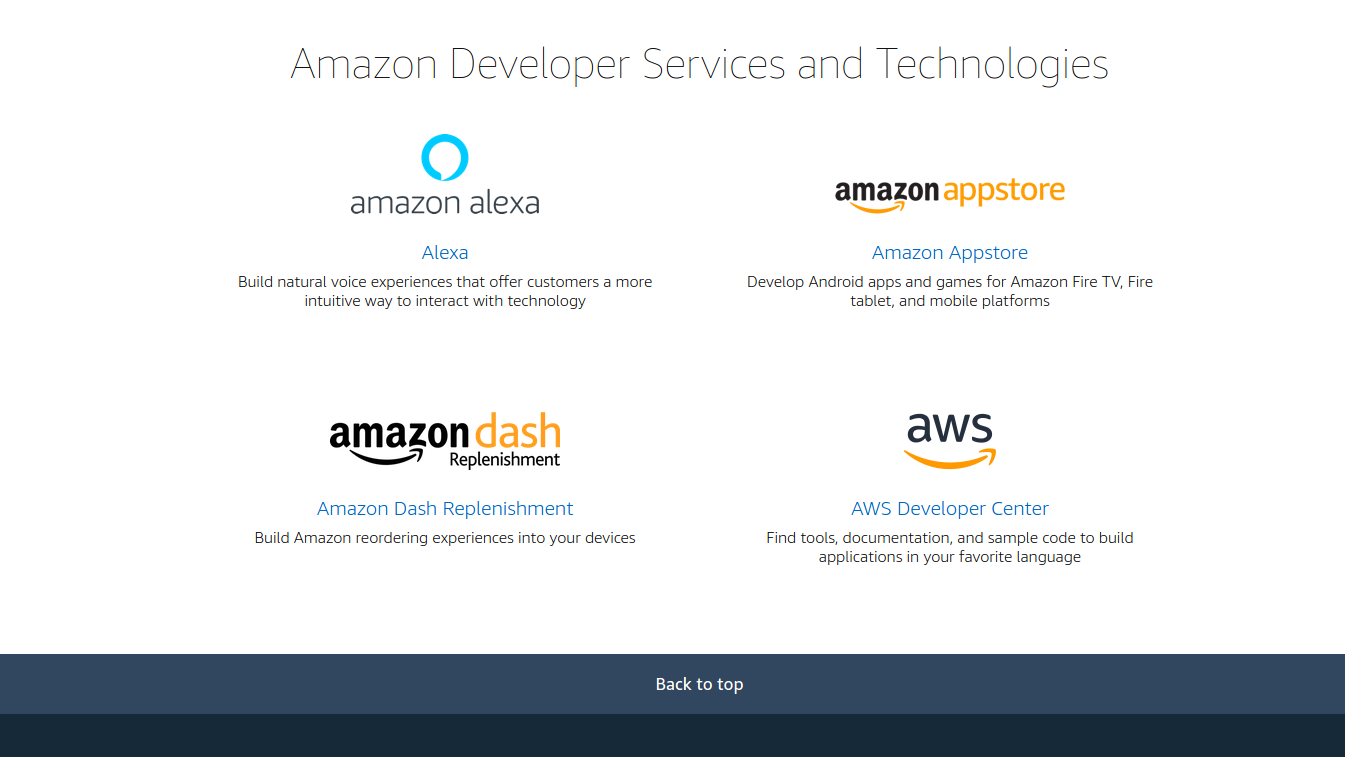 Amazon Developer Services and Technologies
amazon alexa
Alexa
Build natural voice experiences that offer customers a more
intuitive way to interact with technology
amazon appstore
Amazon Appstore
Develop Android apps and games for Amazon Fire TV, Fire
tablet, and mobile platforms
amazon dash
Replenishment
Amazon Dash Replenishment
Build Amazon reordering experiences into your devices
aws
AWS Developer Center
Find tools, documentation, and sample code to build
applications in your favorite language
Back to top